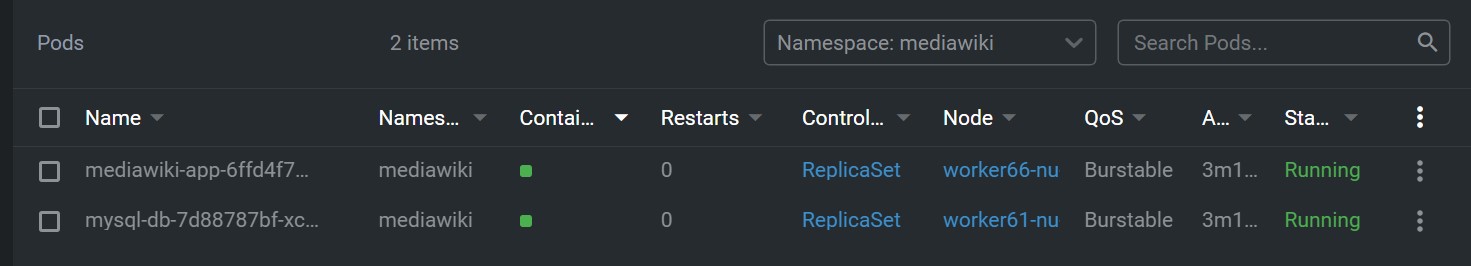 Pods 2 items Namespace: mediawiki Search Pods...
Name Names... Contai... Restarts Control... Node QoS A... Sta...
mediawiki-app-6ffd4f7... mediawiki 0 ReplicaSet worker66-nu Burstable 3m1... Running
mysql-db-7d88787bf-xc... mediawiki 0 ReplicaSet worker61-nu Burstable 3m1... Running